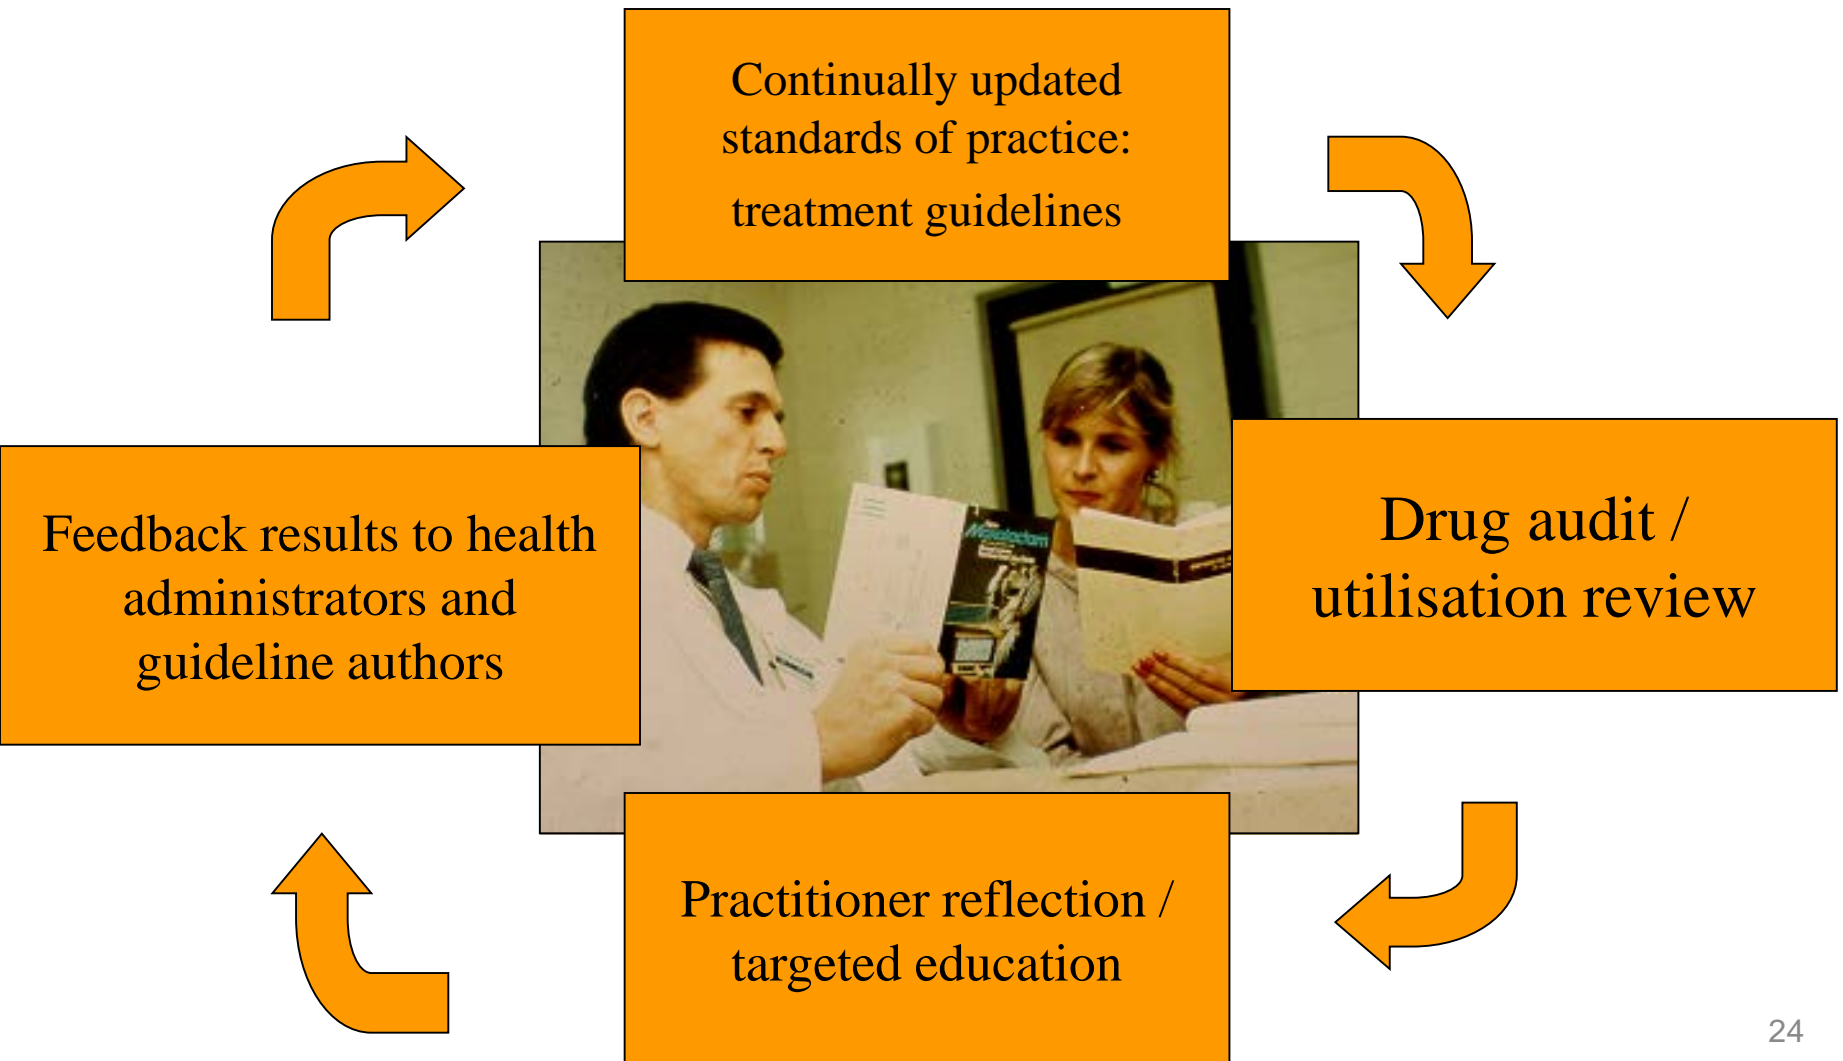 Continually updated
standards of practice:
treatment guidelines
Drug audit /
utilisation review
Practitioner reflection /
targeted education
Feedback results to health
administrators and
guideline authors
24